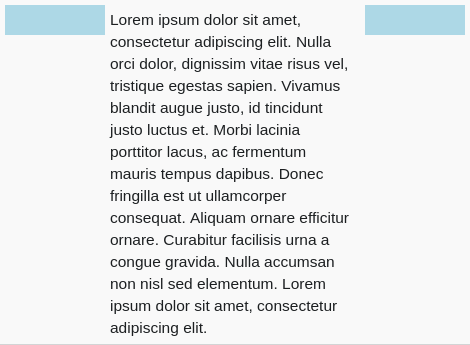 Lorem ipsum dolor sit amet,
consectetur adipiscing elit. Nulla
orci dolor, dignissim vitae risus vel,
tristique egestas sapien. Vivamus
blandit augue justo, id tincidunt
justo luctus et. Morbi lacinia
porttitor lacus, ac fermentum
mauris tempus dapibus. Donec
fringilla est ut ullamcorper
consequat. Aliquam ornare efficitur
ornare. Curabitur facilisis urna a
congue gravida. Nulla accumsan
non nisl sed elementum. Lorem
ipsum dolor sit amet, consectetur
adipiscing elit.